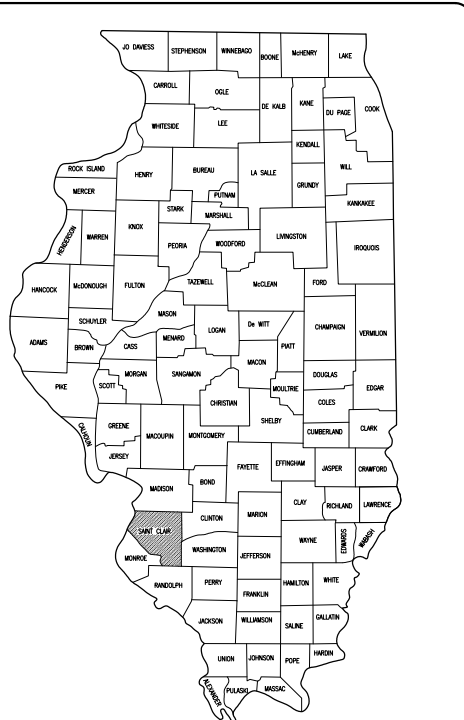 JO DAVIESS
STEPHENSON
WINNEBAGO
BOONE
McHENRY
LAKE
CARROLL
OGLE
DE KALB
KANE
COOK
DU PAGE
WHITESIDE
LEE
KENDALL
WILL
ROCK ISLAND
HENRY
BUREAU
LA SALLE
GRUNDY
MERCER
PUTNAM
KANKAKEE
STARK
MARSHALL
HENDERSON
WARREN
KNOX
PEORIA
WOODFORD
LIVINGSTON
IROQUOIS
HANCOCK
McDONOUGH
FULTON
TAZEWELL
McCLEAN
FORD
SCHUYLER
MASON
LOGAN
De WITT
CHAMPAIGN
VERMILION
ADAMS
BROWN
CASS
MENARD
PIATT
MACON
PIKE
SCOTT
MORGAN
SANGAMON
MOULTRIE
DOUGLAS
EDGAR
CHRISTIAN
COLES
CALHOUN
GREENE
MACOUPIN
MONTGOMERY
SHELBY
CUMBERLAND
CLARK
JERSEY
FAYETTE
EFFINGHAM
JASPER
CRAWFORD
MADISON
BOND
CLAY
RICHLAND
LAWRENCE
SAINT CLAIR
CLINTON
MARION
WAYNE
EDWARDS
WABASH
MONROE
WASHINGTON
JEFFERSON
RANDOLPH
PERRY
HAMILTON
WHITE
FRANKLIN
JACKSON
WILLIAMSON
SALINE
GALLATIN
UNION
JOHNSON
POPE
HARDIN
ALEXANDER
PULASKI
MASSAC